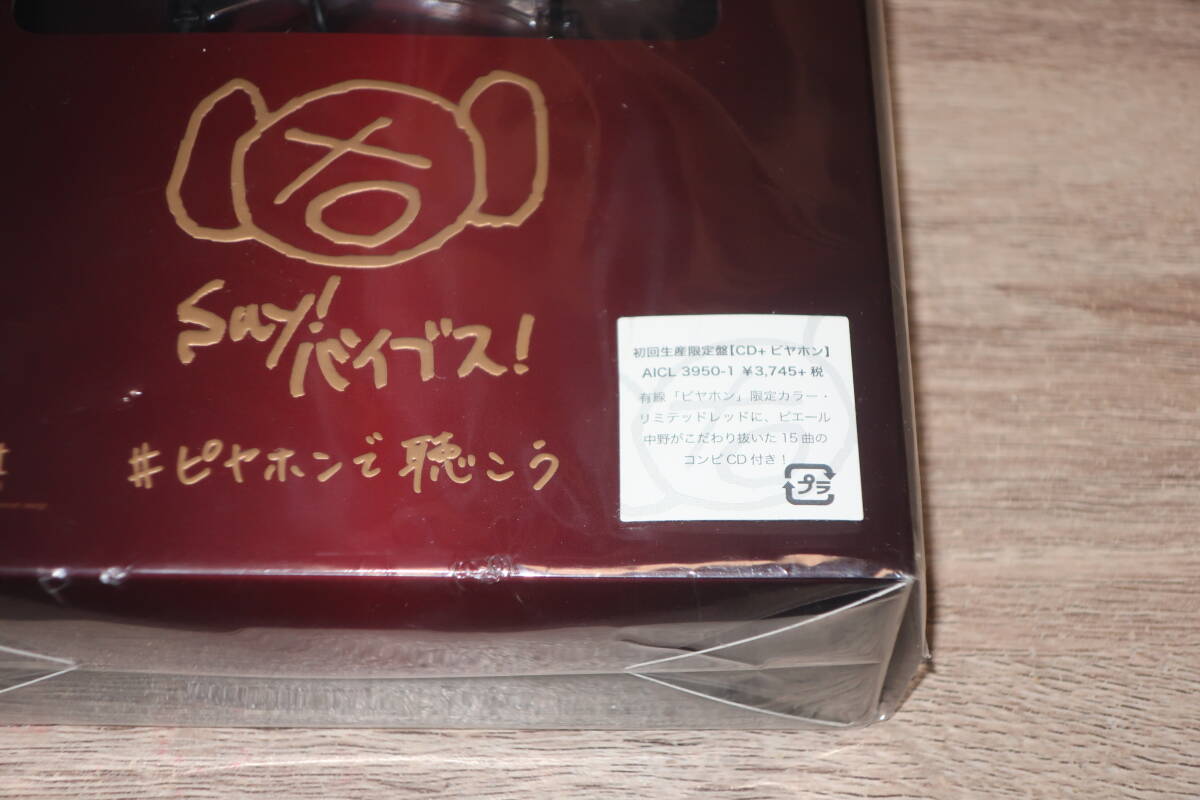 Say!
バイブス!
#ピヤホンで聴こう
初回生産限定盤【CD+ ピヤホン】
AICL 3950-1 ¥3,745+ 税
有線「ピヤホン」限定カラー・
リミテッドレッドに、ピエール
中野がこだわり抜いた 15 曲の
コンピ CD 付き!
プラ